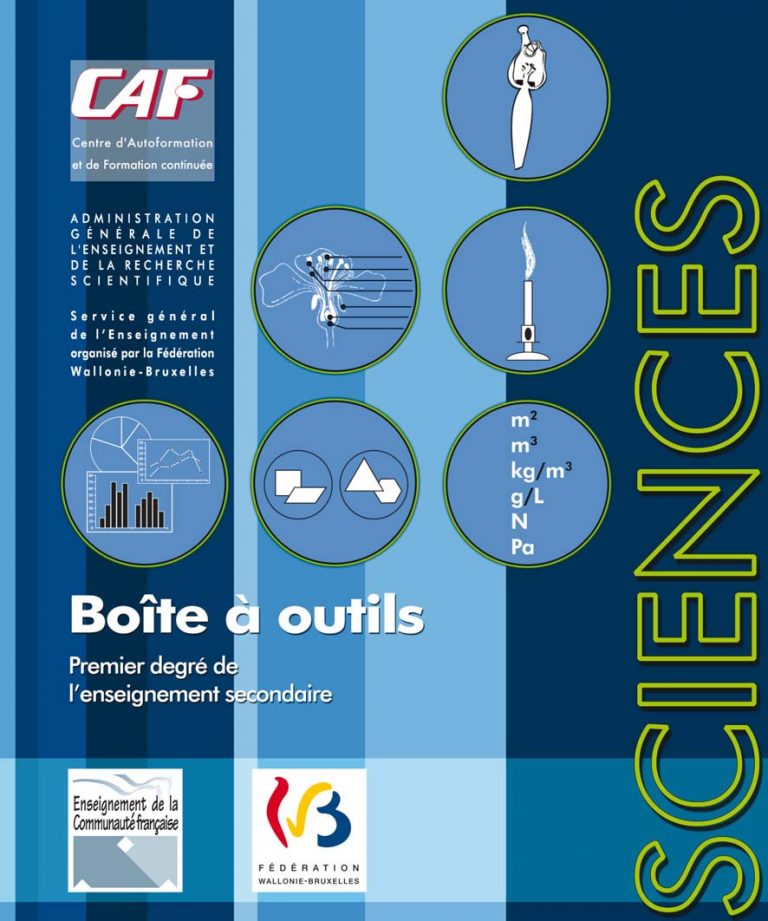 CAF
Centre d'Autoformation
et de Formation continuée
ADMINISTRATION
GÉNÉRALE DE
L'ENSEIGNEMENT ET
DE LA RECHERCHE
SCIENTIFIQUE
Service général
de l'Enseignement
organisé par la Fédération
Wallonie-Bruxelles
m²
m³
kg/m³
g/L
N
Pa
SCIENCES
Boîte à outils
Premier degré de
l'enseignement secondaire
Enseignement de la
Communauté française
FÉDÉRATION
WALLONIE-BRUXELLES